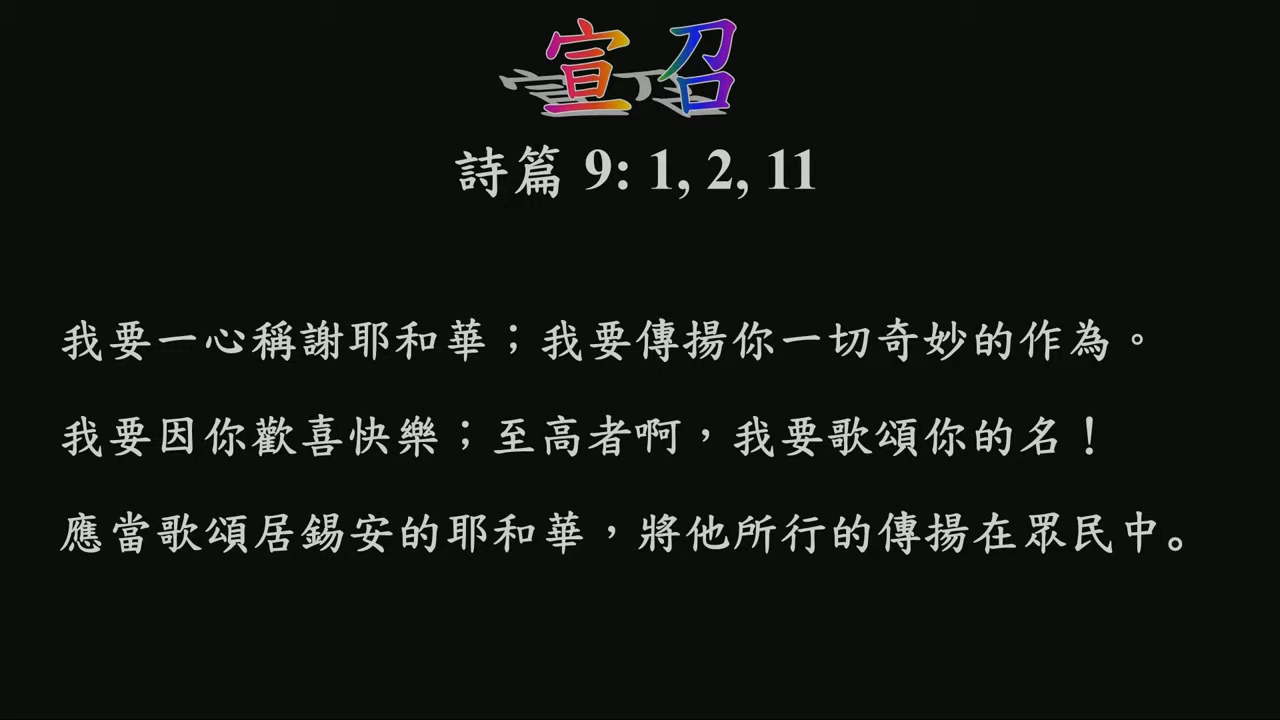 宣召
詩篇 9: 1, 2, 11
我要一心稱謝耶和華；我要傳揚你一切奇妙的作為。
我要因你歡喜快樂；至高者啊，我要歌頌你的名！
應當歌頌居錫安的耶和華，將他所行的傳揚在眾民中。